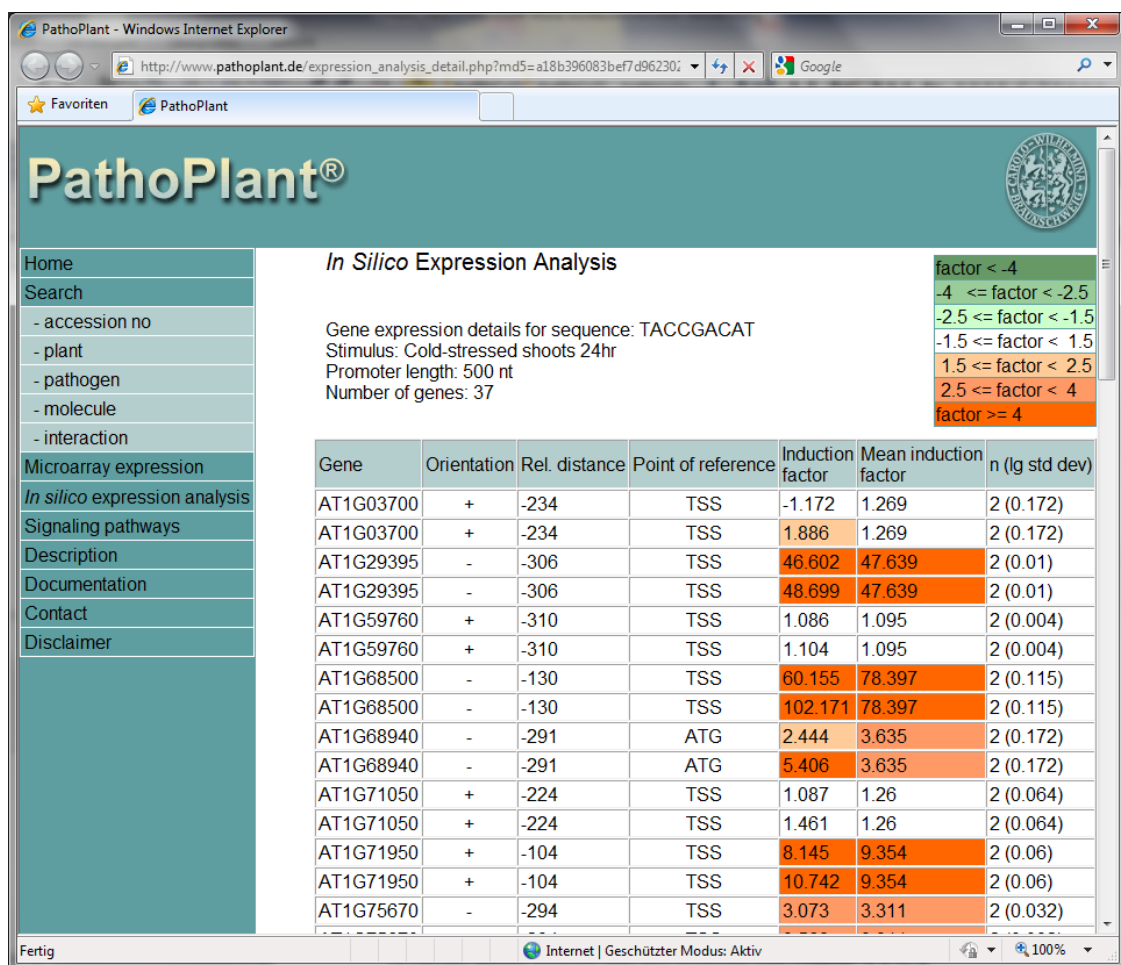 PathoPlant - Windows Internet Explorer
http://www.pathoplant.de/expression_analysis_detail.php?md5=a18b396083bef7d962302
Google
Favoriten
PathoPlant
PathoPlant®
CAROLO-WILHELMINA
BRAUNSCHWEIG
Home
Search
- accession no
- plant
- pathogen
- molecule
- interaction
Microarray expression
In silico expression analysis
Signaling pathways
Description
Documentation
Contact
Disclaimer
In Silico Expression Analysis
Gene expression details for sequence: TACCGACAT
Stimulus: Cold-stressed shoots 24hr
Promoter length: 500 nt
Number of genes: 37
factor < -4
-4 <= factor < -2.5
-2.5 <= factor < -1.5
-1.5 <= factor < 1.5
1.5 <= factor < 2.5
2.5 <= factor < 4
factor >= 4
Gene Orientation Rel. distance Point of reference Induction factor Mean induction factor n (lg std dev)
AT1G03700 + -234 TSS -1.172 1.269 2 (0.172)
AT1G03700 + -234 TSS 1.886 1.269 2 (0.172)
AT1G29395 - -306 TSS 46.602 47.639 2 (0.01)
AT1G29395 - -306 TSS 48.699 47.639 2 (0.01)
AT1G59760 + -310 TSS 1.086 1.095 2 (0.004)
AT1G59760 + -310 TSS 1.104 1.095 2 (0.004)
AT1G68500 - -130 TSS 60.155 78.397 2 (0.115)
AT1G68500 - -130 TSS 102.171 78.397 2 (0.115)
AT1G68940 - -291 ATG 2.444 3.635 2 (0.172)
AT1G68940 - -291 ATG 5.406 3.635 2 (0.172)
AT1G71050 + -224 TSS 1.087 1.26 2 (0.064)
AT1G71050 + -224 TSS 1.461 1.26 2 (0.064)
AT1G71950 + -104 TSS 8.145 9.354 2 (0.06)
AT1G71950 + -104 TSS 10.742 9.354 2 (0.06)
AT1G75670 - -294 TSS 3.073 3.311 2 (0.032)
Fertig
Internet | Geschützter Modus: Aktiv
100%